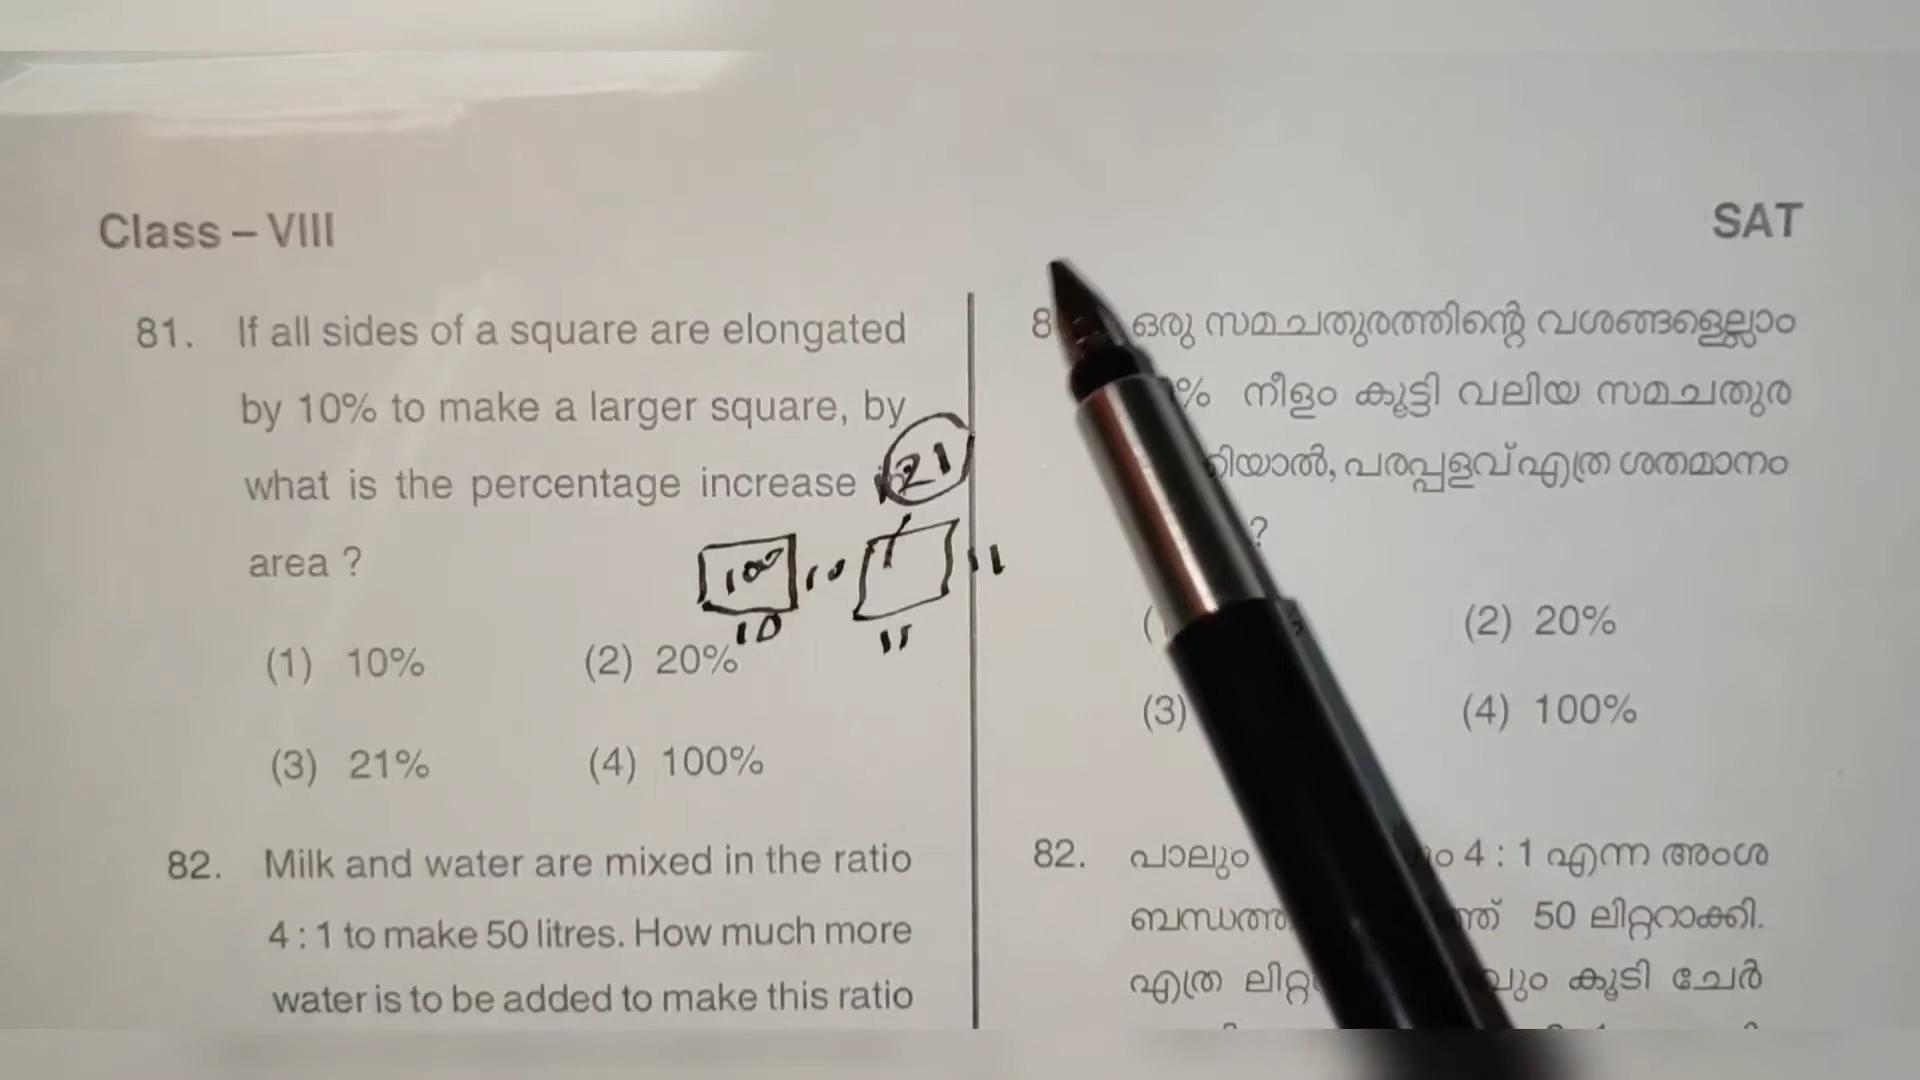 Class – VIII
SAT
81. If all sides of a square are elongated
by 10% to make a larger square, by
what is the percentage increase
area ?
(1) 10% (2) 20%
(3) 21% (4) 100%
21
100
10
10
11
11
82. Milk and water are mixed in the ratio
4 : 1 to make 50 litres. How much more
water is to be added to make this ratio
ഒരു സമചതുരത്തിന്റെ വശങ്ങളെല്ലാം
% നീളം കൂട്ടി വലിയ സമചതുര
പരപ്പളവ് എത്ര ശതമാനം
?
(2) 20%
(3) (4) 100%
82. പാലും 4 : 1 എന്ന അംശ
50 ലിറ്ററാക്കി.
എത്ര കൂടി ചേർ